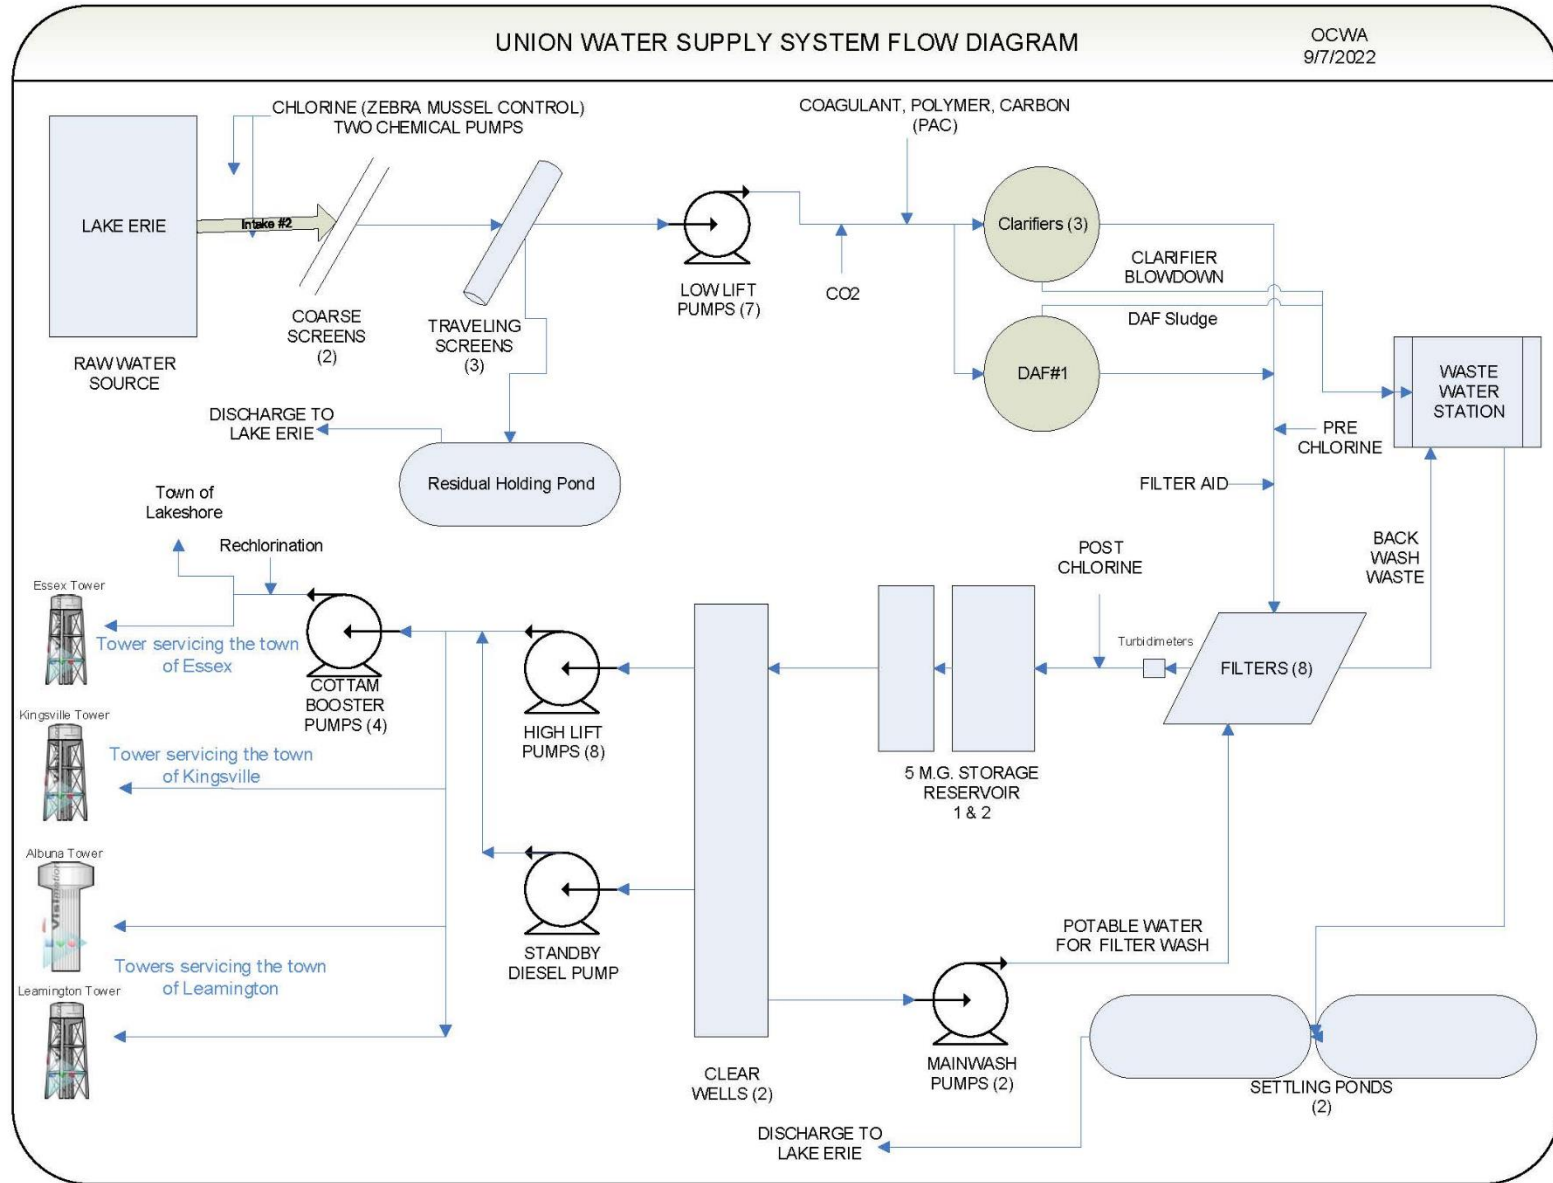 UNION WATER SUPPLY SYSTEM FLOW DIAGRAM
OCWA
9/7/2022
CHLORINE (ZEBRA MUSSEL CONTROL)
TWO CHEMICAL PUMPS
COAGULANT, POLYMER, CARBON
(PAC)
LAKE ERIE
Intake #2
Clarifiers (3)
CLARIFIER
BLOWDOWN
LOW LIFT
PUMPS (7)
CO2
COARSE
SCREENS
(2)
TRAVELING
SCREENS
(3)
DAF Sludge
RAW WATER
SOURCE
DAF#1
WASTE
WATER
STATION
DISCHARGE TO
LAKE ERIE
PRE
CHLORINE
Residual Holding Pond
FILTER AID
Town of
Lakeshore
Rechlorination
POST
CHLORINE
BACK
WASH
WASTE
Essex Tower
Tower servicing the town
of Essex
COTTAM
BOOSTER
PUMPS (4)
HIGH LIFT
PUMPS (8)
Turbidimeters
FILTERS (8)
5 M.G. STORAGE
RESERVOIR
1 & 2
Kingsville Tower
Tower servicing the town
of Kingsville
Albuna Tower
Towers servicing the town
of Leamington
Leamington Tower
STANDBY
DIESEL PUMP
POTABLE WATER
FOR FILTER WASH
MAINWASH
PUMPS (2)
CLEAR
WELLS (2)
SETTLING PONDS
(2)
DISCHARGE TO
LAKE ERIE